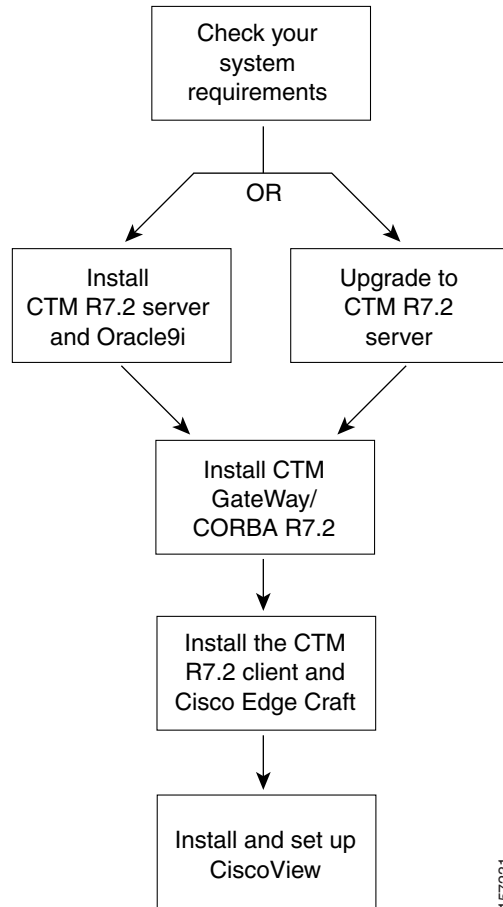 Check your
system
requirements
OR
Install
CTM R7.2 server
and Oracle9i
Upgrade to
CTM R7.2
server
Install CTM
GateWay/
CORBA R7.2
Install the CTM
R7.2 client and
Cisco Edge Craft
Install and set up
CiscoView